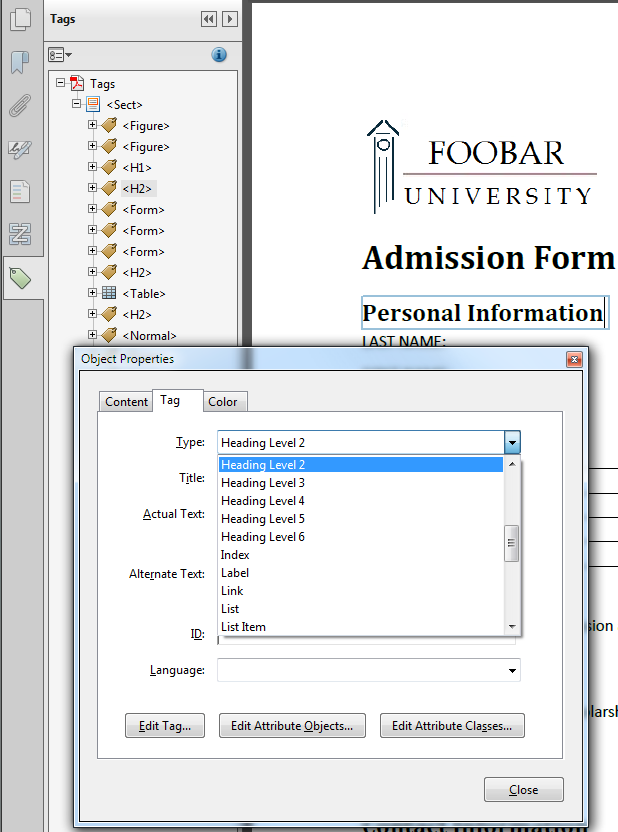 Tags
Tags
<Sect>
<Figure>
<Figure>
<H1>
<H2>
<Form>
<Form>
<Form>
<H2>
<Table>
<H2>
<Normal>
FOOBAR
UNIVERSITY
Admission Form
Personal Information
LAST NAME:
Object Properties
Content Tag Color
Type: Heading Level 2
Heading Level 2
Heading Level 3
Heading Level 4
Heading Level 5
Heading Level 6
Index
Label
Link
List
List Item
Title:
Actual Text:
Alternate Text:
ID:
Language:
Edit Tag... Edit Attribute Objects... Edit Attribute Classes...
Close